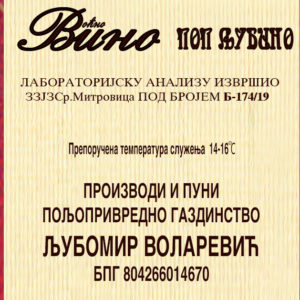 Воћно
Вино ПОП ЉУБИНО
ЛАБОРАТОРИЈСКУ АНАЛИЗУ ИЗВРШИО
ЗЗЈЗСр.Митровица ПОД БРОЈЕМ Б-174/19
Препоручена температура служења 14-16℃
ПРОИЗВОДИ И ПУНИ
ПОЉОПРИВРЕДНО ГАЗДИНСТВО
ЉУБОМИР ВОЛАРЕВИЋ
БПГ 804266014670